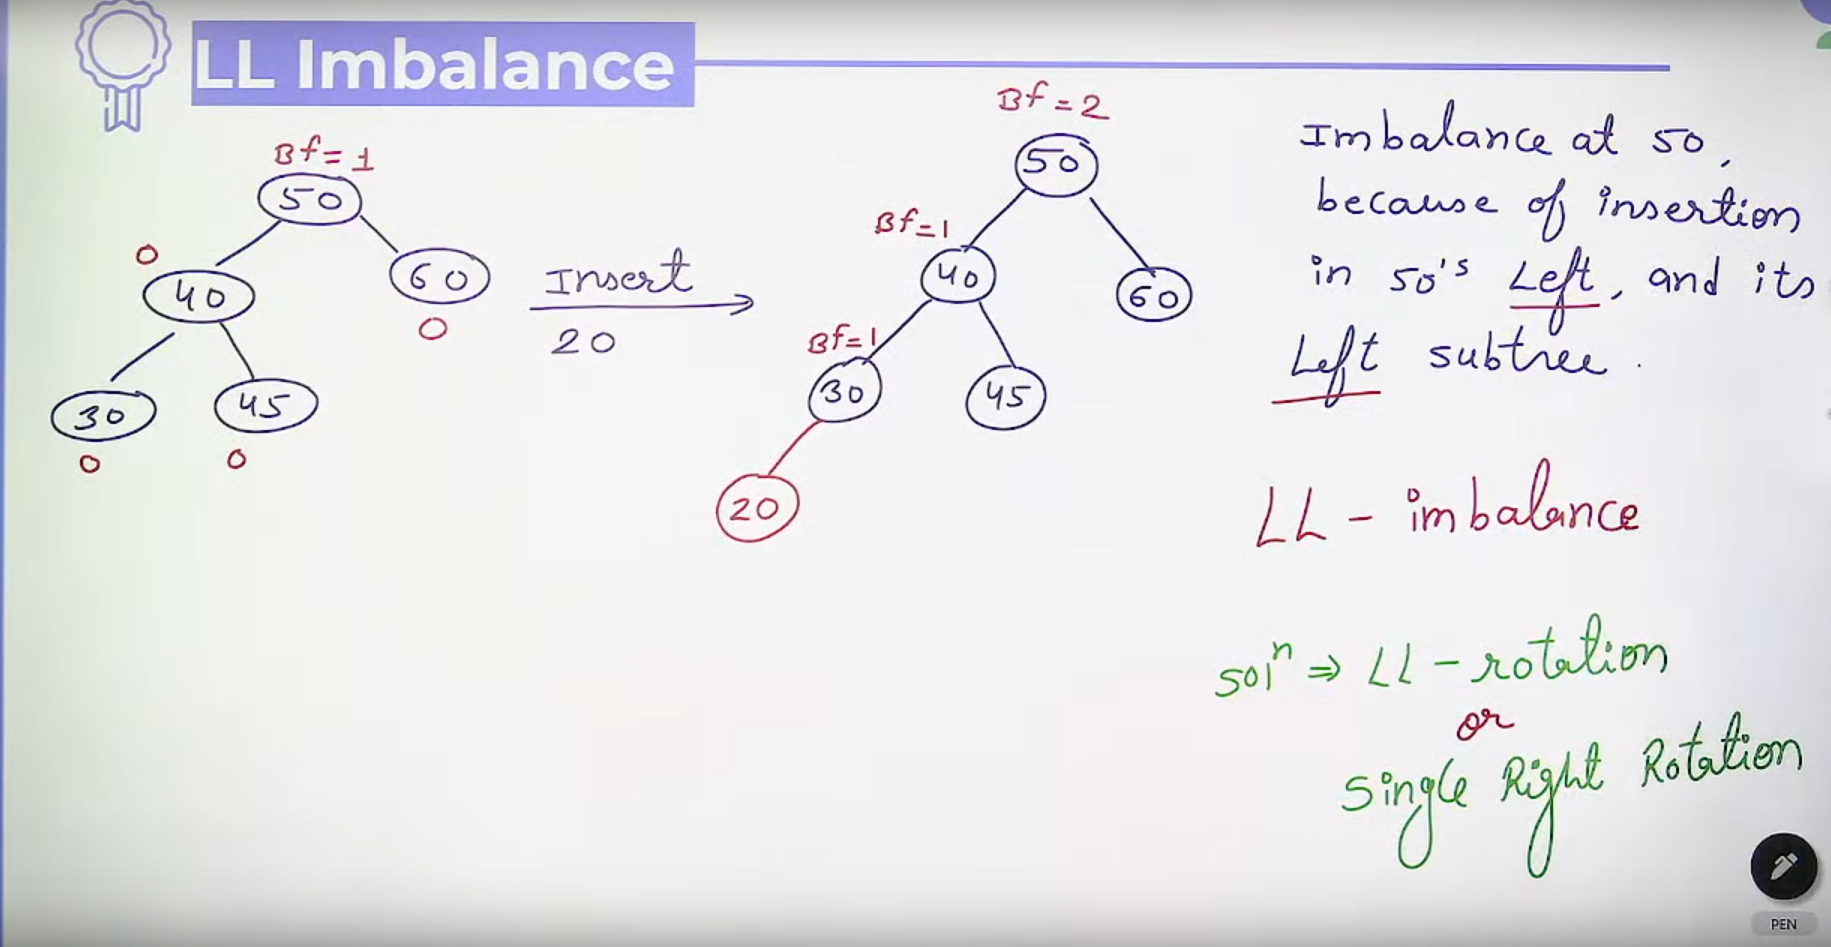 LL Imbalance
Bf = 1
50
0
40
60
0
30
45
0
0
Insert
20
Bf = 2
50
Bf=1
40
60
Bf=1
30
45
20
Imbalance at 50,
because of insertion
in 50's Left, and its
Left subtree.
LL - imbalance
solⁿ ⇒ LL - rotation
or
Single Right Rotation
PEN